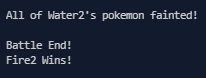 All of Water2's pokemon fainted!
Battle End!
Fire2 Wins!